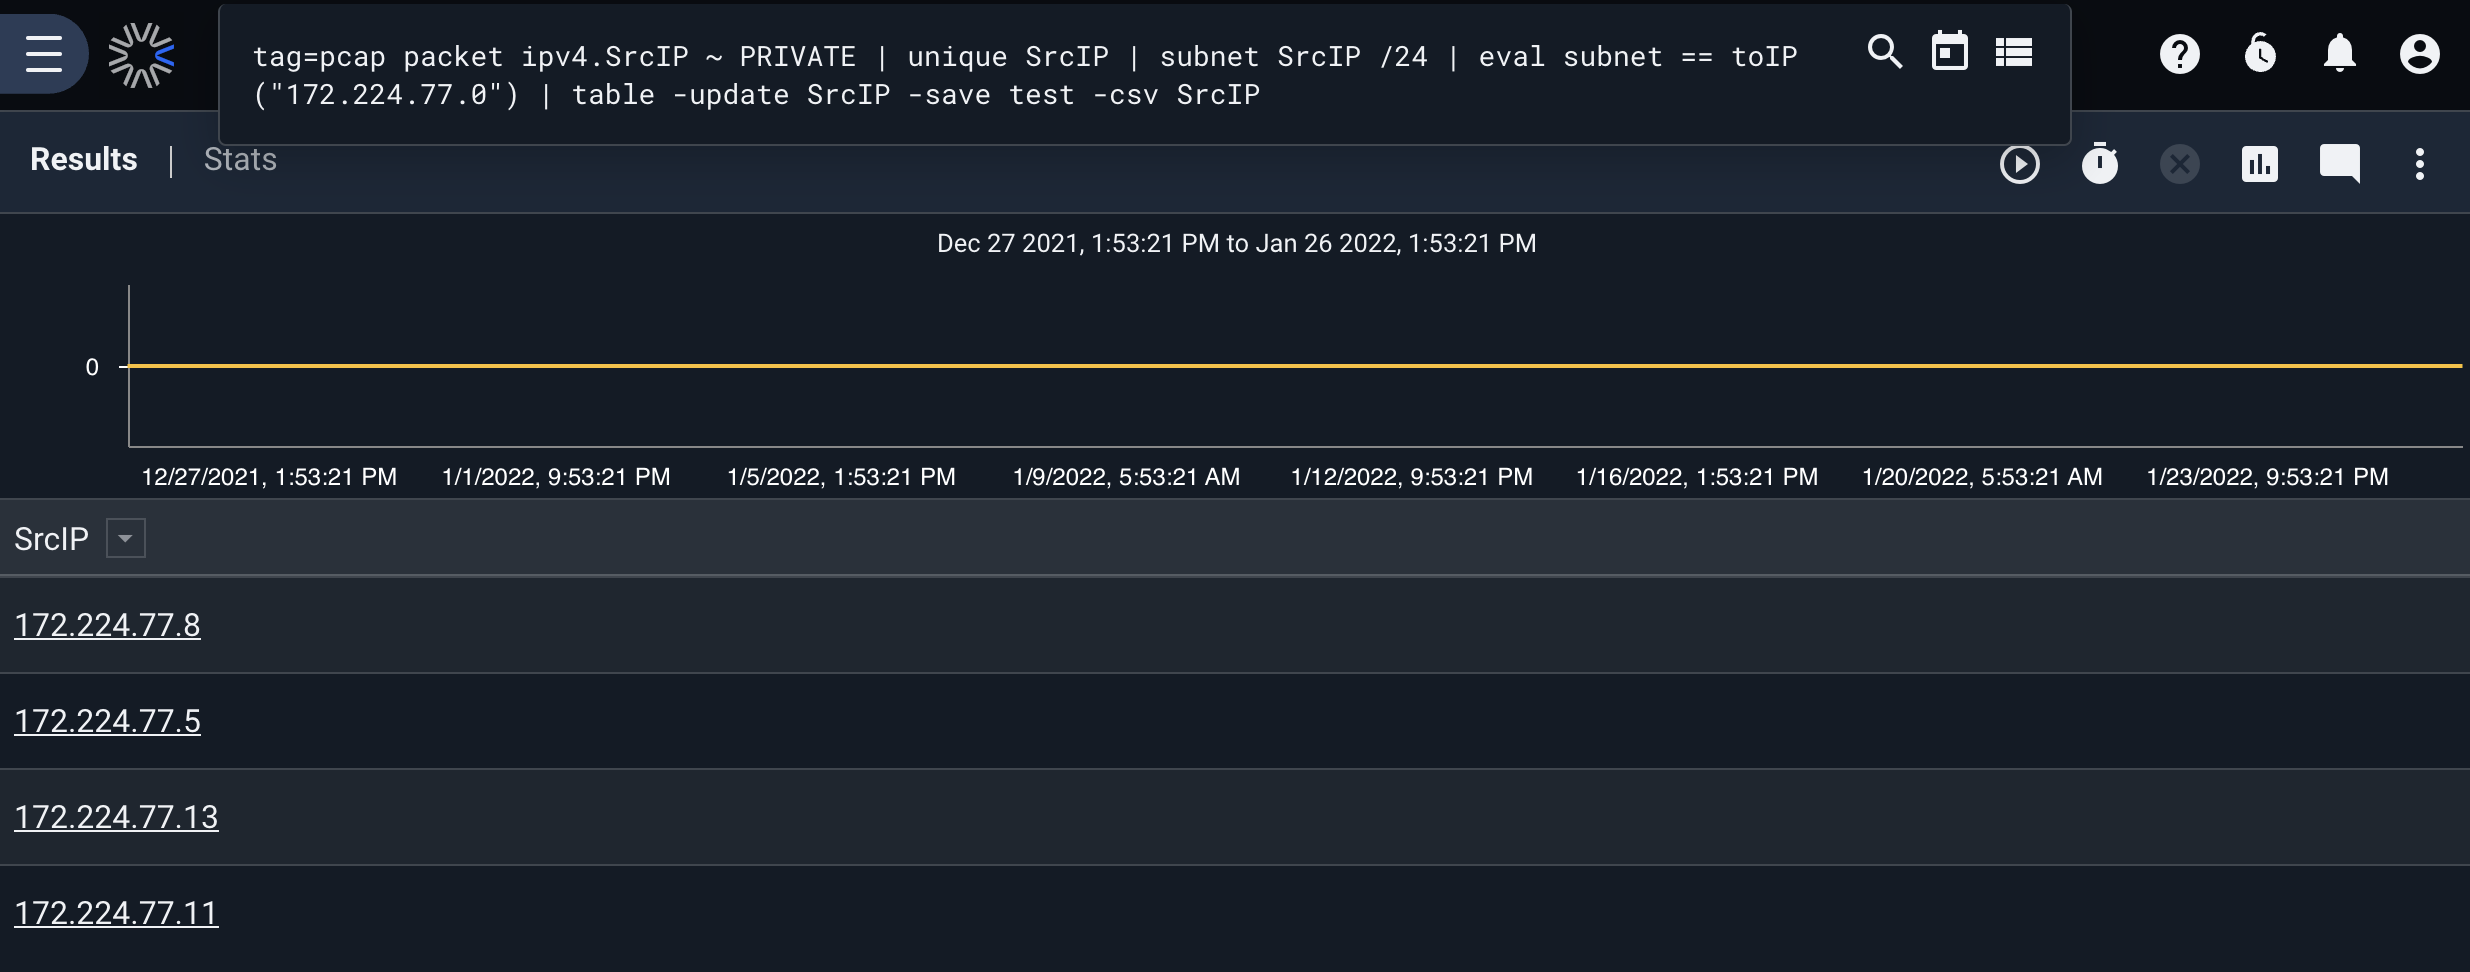 tag=pcap packet ipv4.SrcIP ~ PRIVATE | unique SrcIP | subnet SrcIP /24 | eval subnet == toIP
("172.224.77.0") | table -update SrcIP -save test -csv SrcIP
Results | Stats
Dec 27 2021, 1:53:21 PM to Jan 26 2022, 1:53:21 PM
0
12/27/2021, 1:53:21 PM 1/1/2022, 9:53:21 PM 1/5/2022, 1:53:21 PM 1/9/2022, 5:53:21 AM 1/12/2022, 9:53:21 PM 1/16/2022, 1:53:21 PM 1/20/2022, 5:53:21 AM 1/23/2022, 9:53:21 PM
SrcIP
172.224.77.8
172.224.77.5
172.224.77.13
172.224.77.11